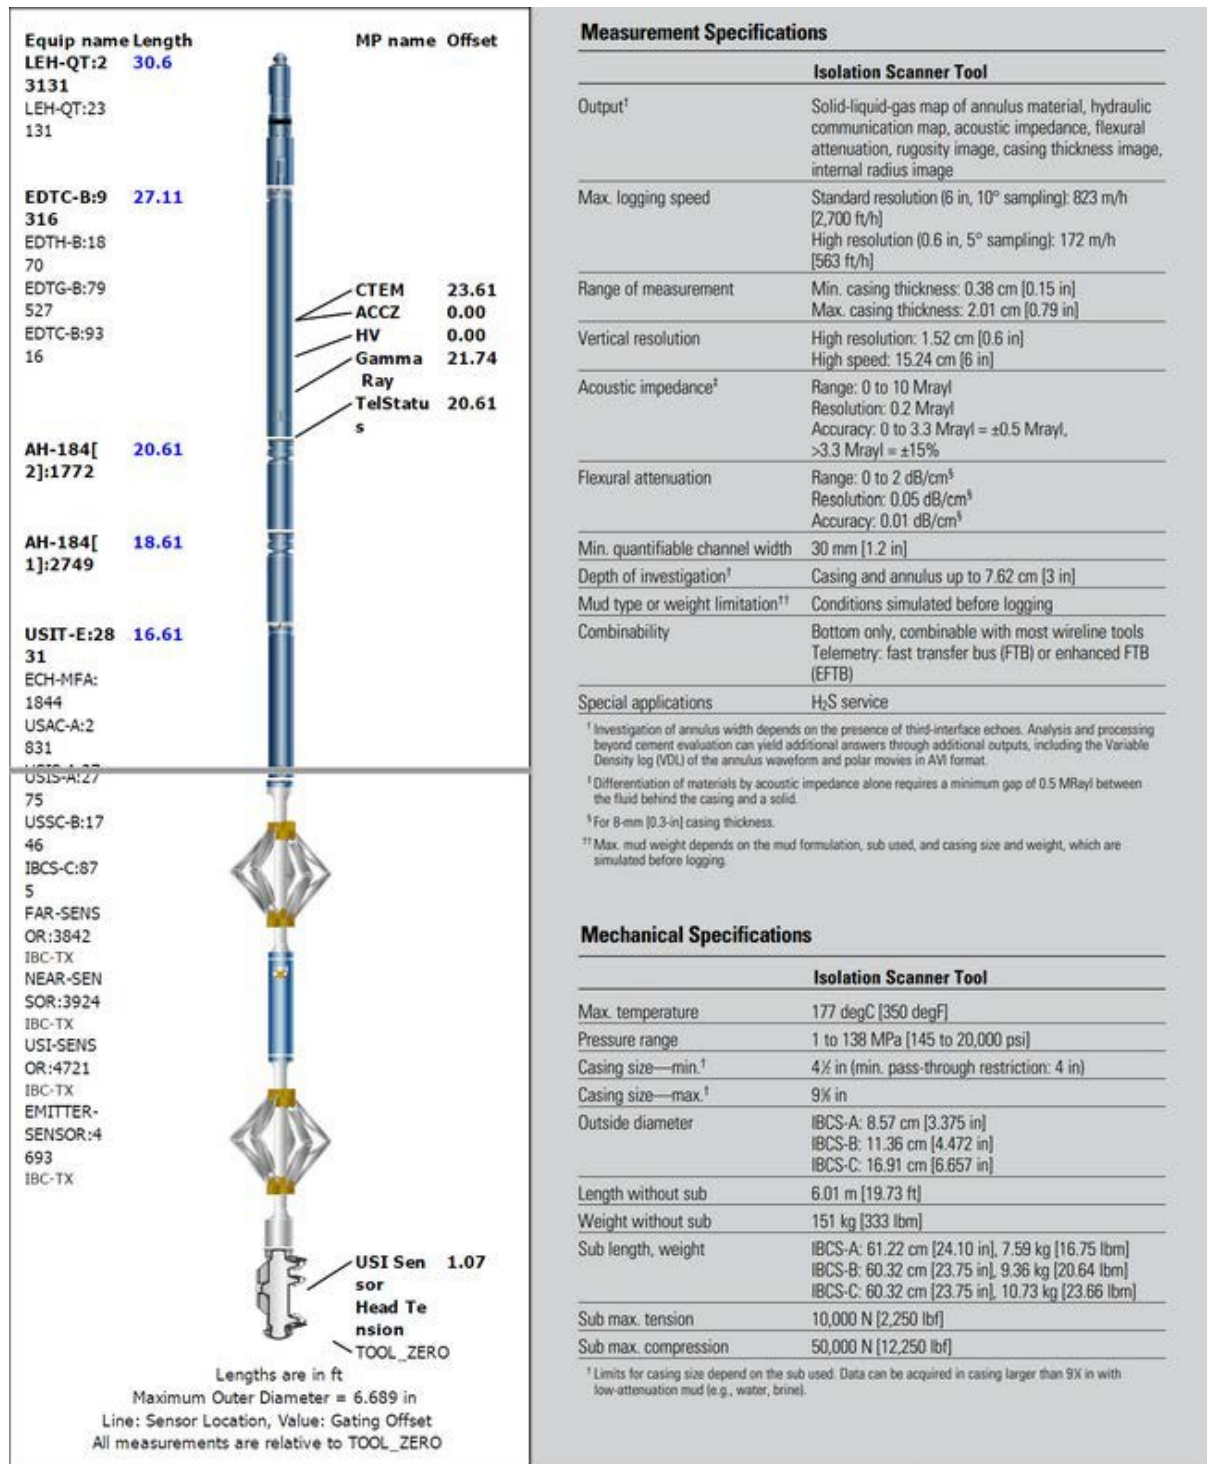 Equip name Length MP name Offset
LEH-QT:2 30.6
3131
LEH-QT:23
131
EDTC-B:9 27.11
316
EDTH-B:18
70
EDTG-B:79
527
EDTC-B:93
16
CTEM 23.61
ACCZ 0.00
HV 0.00
Gamma 21.74
Ray
TelStatu 20.61
s
AH-184[ 20.61
2]:1772
AH-184[ 18.61
1]:2749
USIT-E:28 16.61
31
ECH-MFA:
1844
USAC-A:2
831
USIS-A:27
75
USSC-B:17
46
IBCS-C:87
5
FAR-SENS
OR:3842
IBC-TX
NEAR-SEN
SOR:3924
IBC-TX
USI-SENS
OR:4721
IBC-TX
EMITTER-
SENSOR:4
693
IBC-TX
USI Sen 1.07
sor
Head Te
nsion
TOOL_ZERO
Lengths are in ft
Maximum Outer Diameter = 6.689 in
Line: Sensor Location, Value: Gating Offset
All measurements are relative to TOOL_ZERO
Measurement Specifications
Isolation Scanner Tool
Output† Solid-liquid-gas map of annulus material, hydraulic
communication map, acoustic impedance, flexural
attenuation, rugosity image, casing thickness image,
internal radius image
Max. logging speed Standard resolution (6 in, 10° sampling): 823 m/h
[2,700 ft/h]
High resolution (0.6 in, 5° sampling): 172 m/h
[563 ft/h]
Range of measurement Min. casing thickness: 0.38 cm [0.15 in]
Max. casing thickness: 2.01 cm [0.79 in]
Vertical resolution High resolution: 1.52 cm [0.6 in]
High speed: 15.24 cm [6 in]
Acoustic impedance‡ Range: 0 to 10 Mrayl
Resolution: 0.2 Mrayl
Accuracy: 0 to 3.3 Mrayl = ±0.5 Mrayl,
>3.3 Mrayl = ±15%
Flexural attenuation Range: 0 to 2 dB/cm§
Resolution: 0.05 dB/cm§
Accuracy: 0.01 dB/cm§
Min. quantifiable channel width 30 mm [1.2 in]
Depth of investigation† Casing and annulus up to 7.62 cm [3 in]
Mud type or weight limitation†† Conditions simulated before logging
Combinability Bottom only, combinable with most wireline tools
Telemetry: fast transfer bus (FTB) or enhanced FTB
(EFTB)
Special applications H₂S service
† Investigation of annulus width depends on the presence of third-interface echoes. Analysis and processing
beyond cement evaluation can yield additional answers through additional outputs, including the Variable
Density log (VDL) of the annulus waveform and polar movies in AVI format.
‡ Differentiation of materials by acoustic impedance alone requires a minimum gap of 0.5 MRayl between
the fluid behind the casing and a solid.
§ For 8-mm [0.3-in] casing thickness.
†† Max. mud weight depends on the mud formulation, sub used, and casing size and weight, which are
simulated before logging.
Mechanical Specifications
Isolation Scanner Tool
Max. temperature 177 degC [350 degF]
Pressure range 1 to 138 MPa [145 to 20,000 psi]
Casing size—min.† 4½ in (min. pass-through restriction: 4 in)
Casing size—max.† 9⅝ in
Outside diameter IBCS-A: 8.57 cm [3.375 in]
IBCS-B: 11.36 cm [4.472 in]
IBCS-C: 16.91 cm [6.657 in]
Length without sub 6.01 m [19.73 ft]
Weight without sub 151 kg [333 lbm]
Sub length, weight IBCS-A: 61.22 cm [24.10 in], 7.59 kg [16.75 lbm]
IBCS-B: 60.32 cm [23.75 in], 9.36 kg [20.64 lbm]
IBCS-C: 60.32 cm [23.75 in], 10.73 kg [23.66 lbm]
Sub max. tension 10,000 N [2,250 lbf]
Sub max. compression 50,000 N [12,250 lbf]
† Limits for casing size depend on the sub used. Data can be acquired in casing larger than 9⅝ in with
low-attenuation mud (e.g., water, brine).